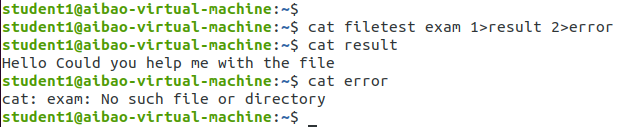 student1@aibao-virtual-machine:~$
student1@aibao-virtual-machine:~$ cat filetest exam 1>result 2>error
student1@aibao-virtual-machine:~$ cat result
Hello Could you help me with the file
student1@aibao-virtual-machine:~$ cat error
cat: exam: No such file or directory
student1@aibao-virtual-machine:~$ _